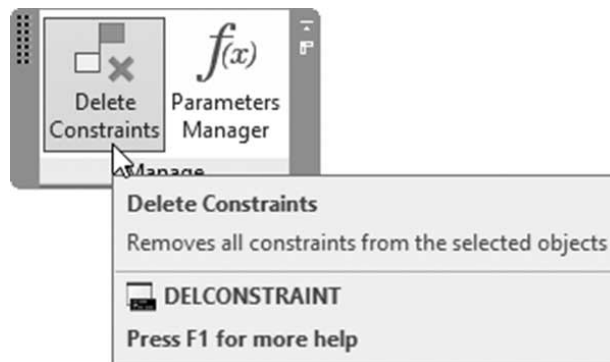 f(x)
Delete Constraints
Parameters Manager
Manage
Delete Constraints
Removes all constraints from the selected objects
DELCONSTRAINT
Press F1 for more help